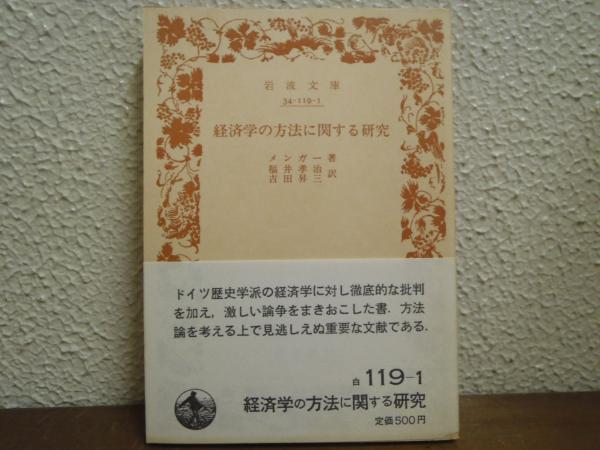 岩波文庫
34-119-1
経済学の方法に関する研究
メンガー著
福井孝治
吉田昇三訳
ドイツ歴史学派の経済学に対し徹底的な批判
を加え，激しい論争をまきおこした書．方法
論を考える上で見逃しえぬ重要な文献である．
白 119-1
経済学の方法に関する研究
定価500円